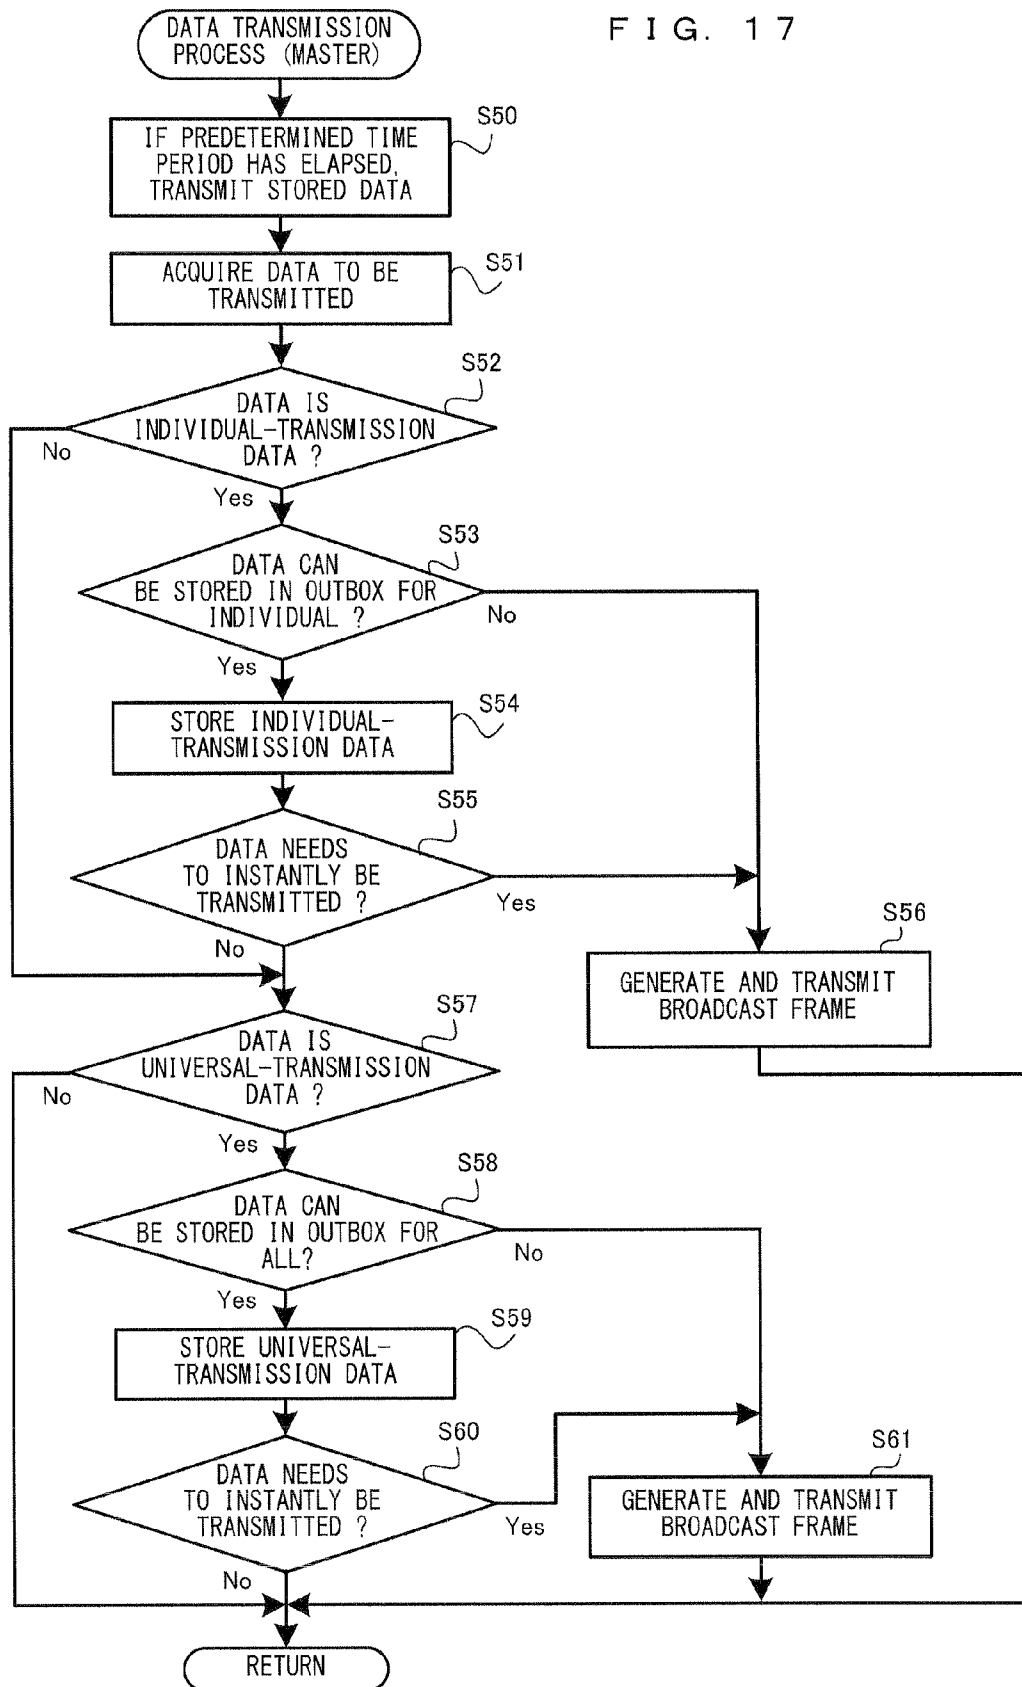 FIG. 17
DATA TRANSMISSION
PROCESS (MASTER)
S50
IF PREDETERMINED TIME
PERIOD HAS ELAPSED,
TRANSMIT STORED DATA
S51
ACQUIRE DATA TO BE
TRANSMITTED
S52
DATA IS
INDIVIDUAL-TRANSMISSION
DATA ?
No
Yes
S53
DATA CAN
BE STORED IN OUTBOX FOR
INDIVIDUAL ?
No
Yes
S54
STORE INDIVIDUAL-
TRANSMISSION DATA
S55
DATA NEEDS
TO INSTANTLY BE
TRANSMITTED ?
Yes
No
S56
GENERATE AND TRANSMIT
BROADCAST FRAME
S57
DATA IS
UNIVERSAL-TRANSMISSION
DATA ?
No
Yes
S58
DATA CAN
BE STORED IN OUTBOX FOR
ALL?
No
Yes
S59
STORE UNIVERSAL-
TRANSMISSION DATA
S60
DATA NEEDS
TO INSTANTLY BE
TRANSMITTED ?
Yes
No
S61
GENERATE AND TRANSMIT
BROADCAST FRAME
RETURN